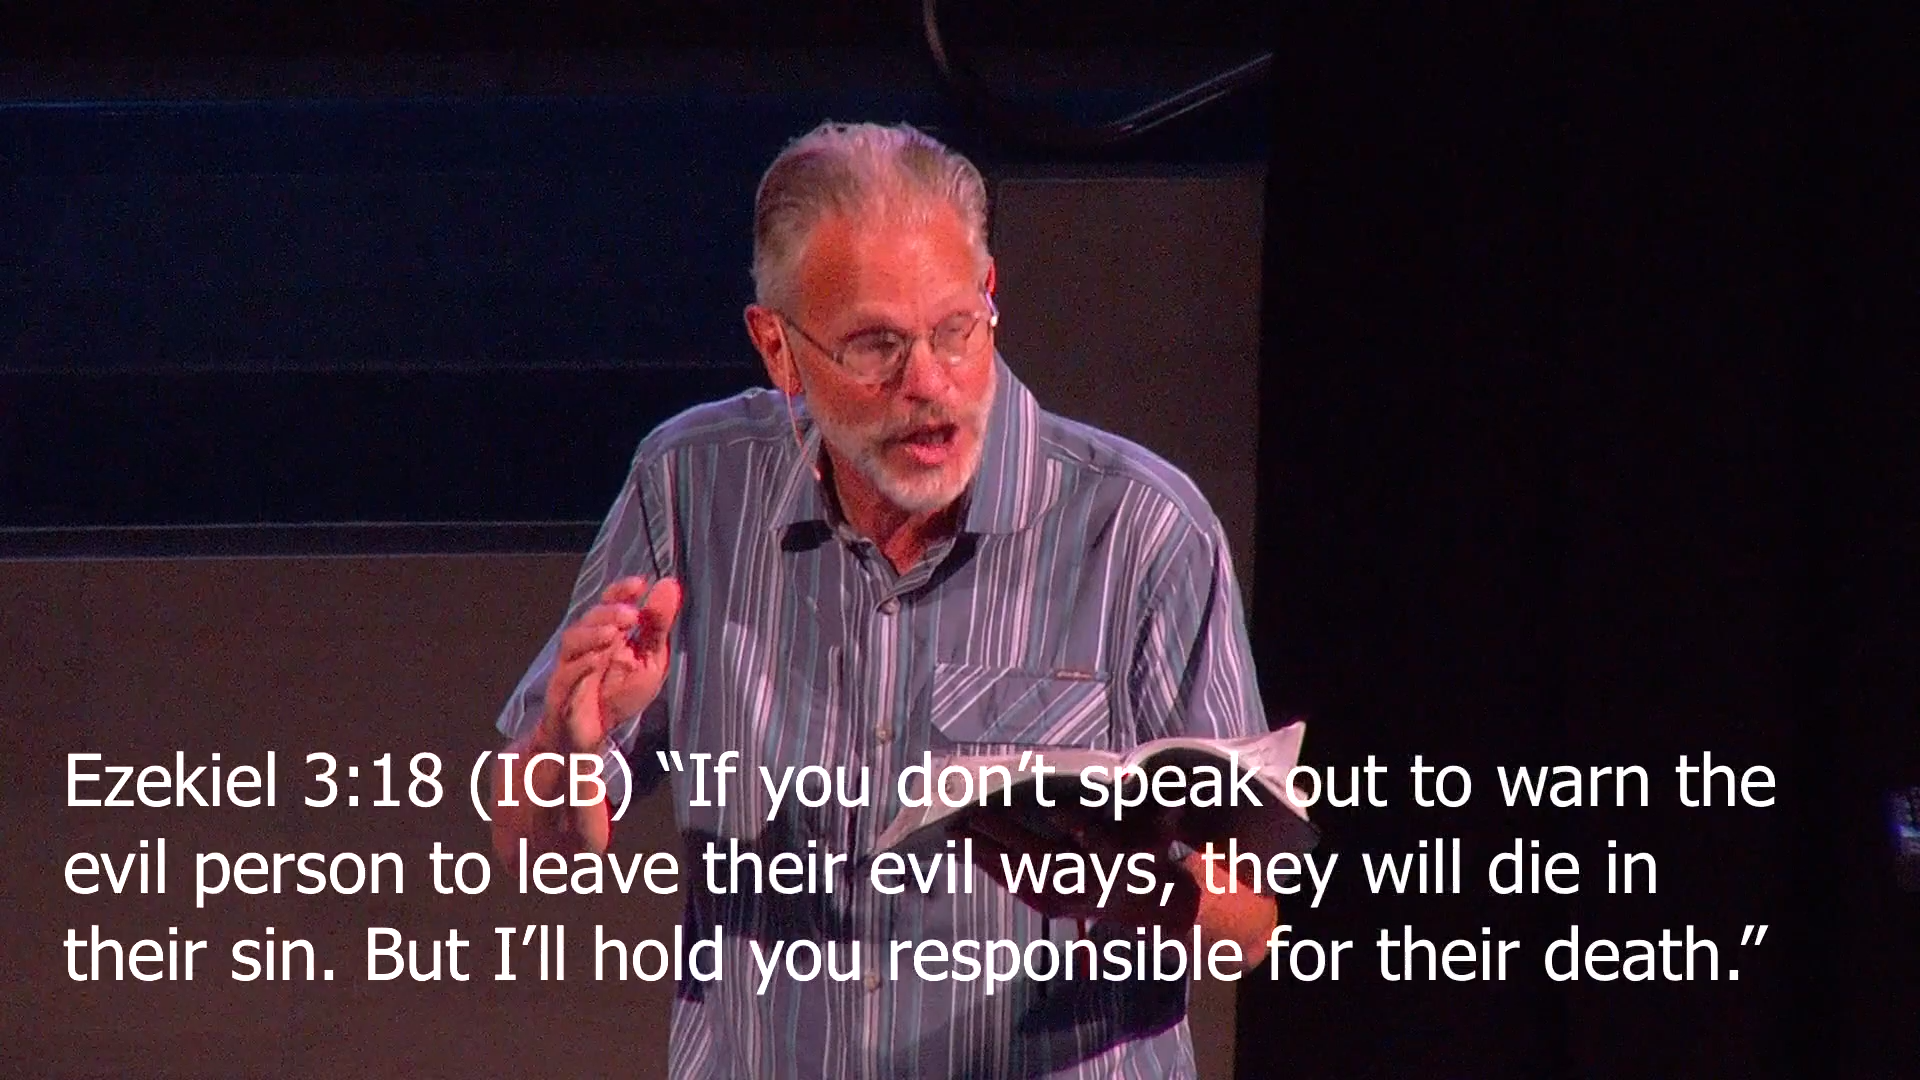 Ezekiel 3:18 (ICB) “If you don’t speak out to warn the
evil person to leave their evil ways, they will die in
their sin. But I’ll hold you responsible for their death.”